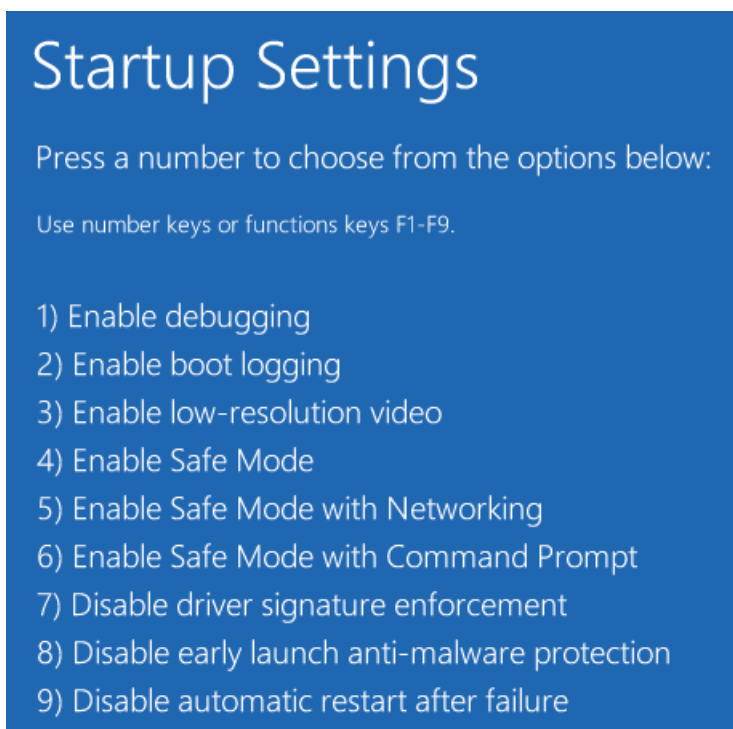 Startup Settings
Press a number to choose from the options below:
Use number keys or functions keys F1-F9.
1) Enable debugging
2) Enable boot logging
3) Enable low-resolution video
4) Enable Safe Mode
5) Enable Safe Mode with Networking
6) Enable Safe Mode with Command Prompt
7) Disable driver signature enforcement
8) Disable early launch anti-malware protection
9) Disable automatic restart after failure